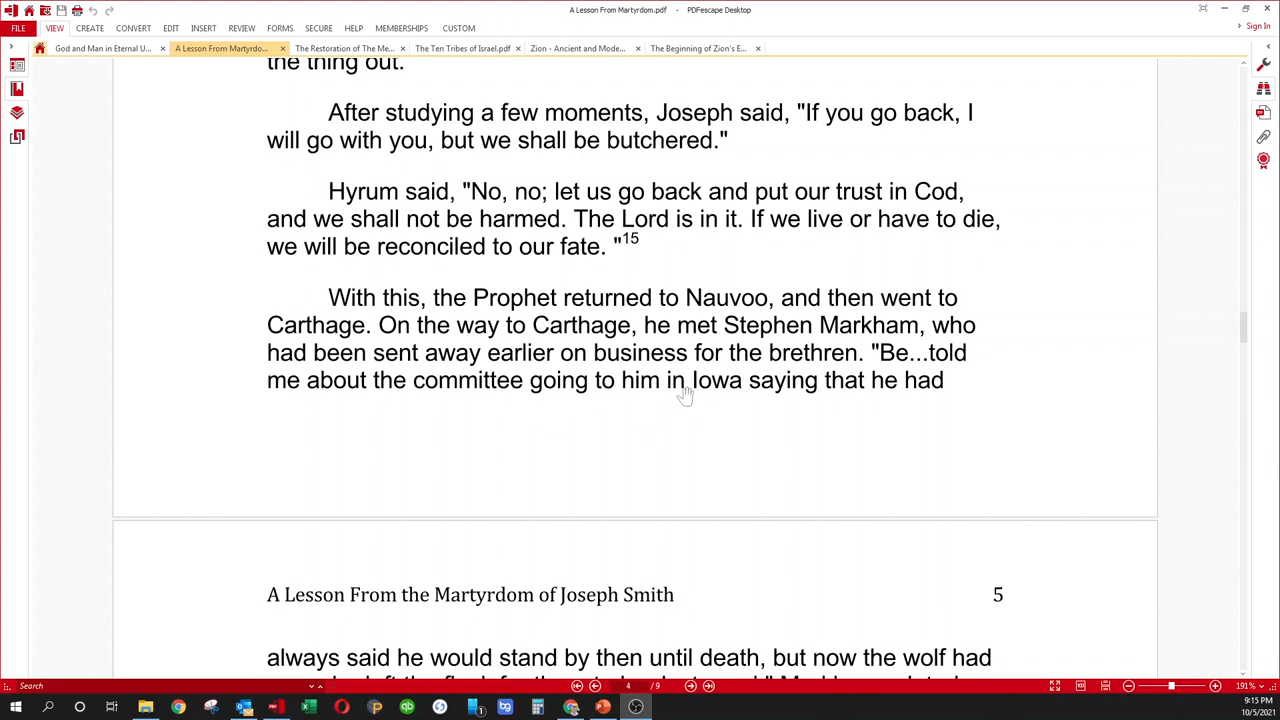 A Lesson From Martyrdom.pdf - PDFescape Desktop
FILE VIEW CREATE CONVERT EDIT INSERT REVIEW FORMS SECURE HELP MEMBERSHIPS CUSTOM Sign In
God and Man in Eternal U... A Lesson From Martyrdo... The Restoration of The Me... The Ten Tribes of Israel.pdf Zion - Ancient and Mode... The Beginning of Zion's E...
the thing out.
After studying a few moments, Joseph said, "If you go back, I
will go with you, but we shall be butchered."
Hyrum said, "No, no; let us go back and put our trust in Cod,
and we shall not be harmed. The Lord is in it. If we live or have to die,
we will be reconciled to our fate. "15
With this, the Prophet returned to Nauvoo, and then went to
Carthage. On the way to Carthage, he met Stephen Markham, who
had been sent away earlier on business for the brethren. "Be...told
me about the committee going to him in Iowa saying that he had
A Lesson From the Martyrdom of Joseph Smith 5
always said he would stand by then until death, but now the wolf had
Search 4 / 9 191%
9:15 PM
10/5/2021